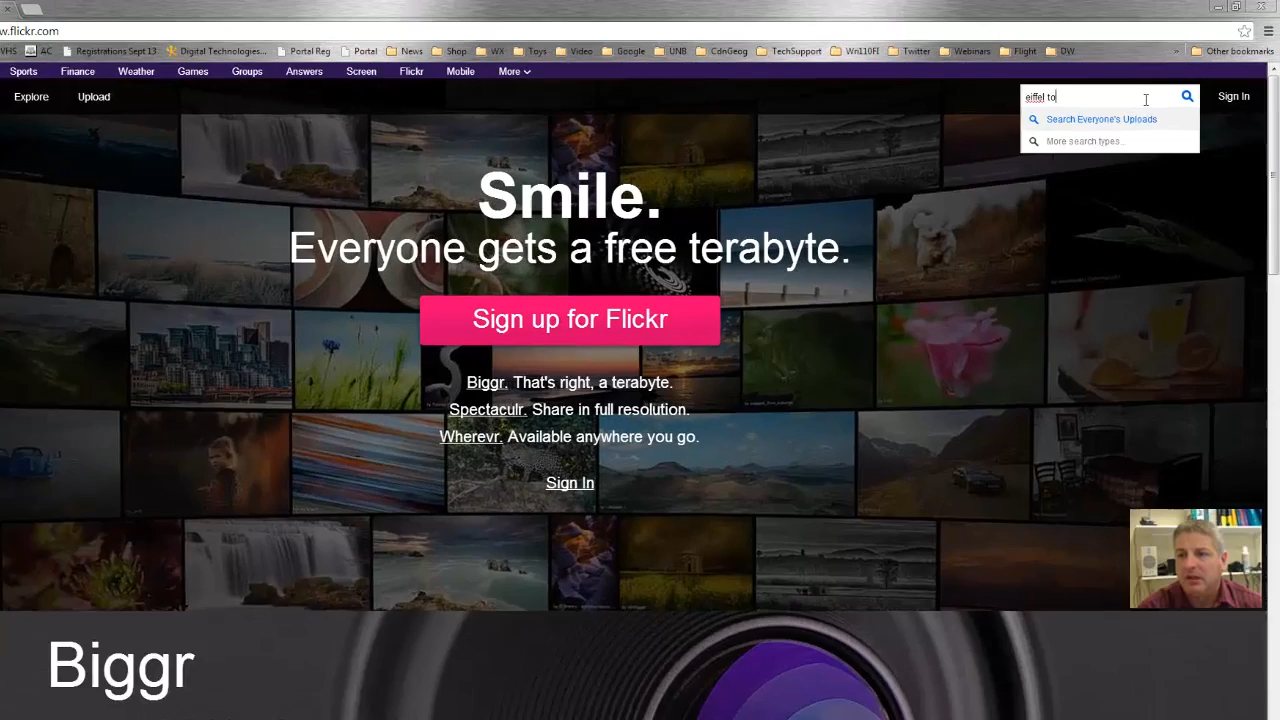 w.flickr.com
VHS AC Registrations Sept 13 Digital Technologies... Portal Reg Portal News Shop WX Toys Video Google UNB CdnGeog TechSupport Wn110Fl Twitter Webinars Flight DW » Other bookmarks
Sports Finance Weather Games Groups Answers Screen Flickr Mobile More
Explore Upload eiffel to Sign In
Search Everyone's Uploads
More search types...
Smile.
Everyone gets a free terabyte.
Sign up for Flickr
Biggr. That's right, a terabyte.
Spectaculr. Share in full resolution.
Wherevr. Available anywhere you go.
Sign In
Biggr